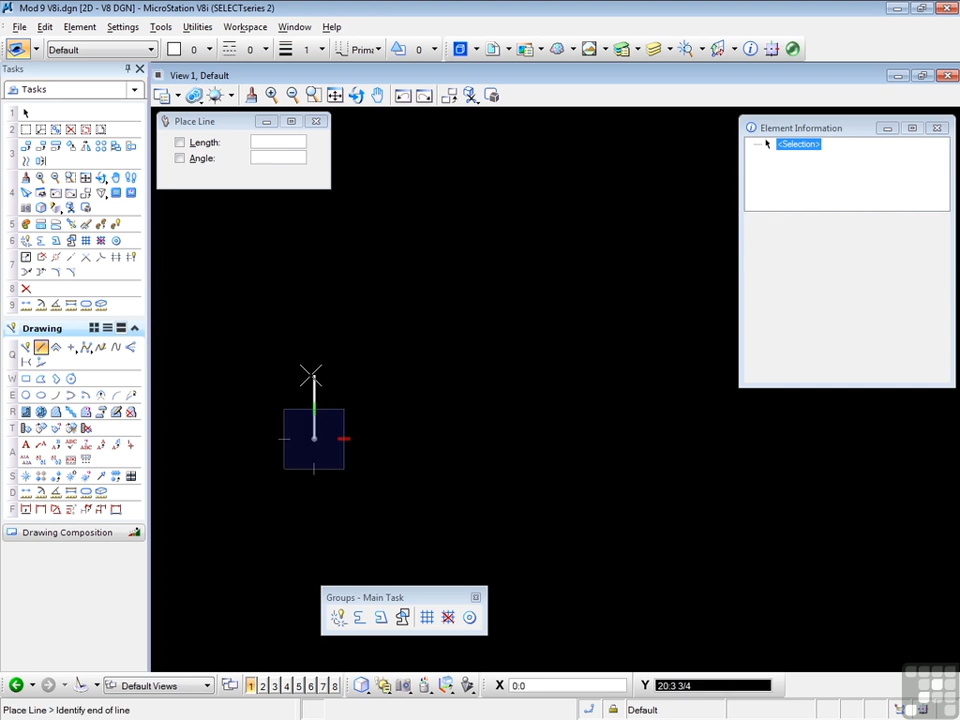 Mod 9 V8i.dgn [2D - V8 DGN] - MicroStation V8i (SELECTseries 2)
File Edit Element Settings Tools Utilities Workspace Window Help
Default 0 0 1 Prima 0
Tasks
View 1, Default
Tasks
Place Line
Length:
Angle:
Element Information
<Selection>
1
2
3
4
5
6
7
8
9
Drawing
Q
W
E
R
T
A
S
D
F
Drawing Composition
Groups - Main Task
Default Views 1 2 3 4 5 6 7 8 X 0:0 Y 20:3 3/4
Place Line > Identify end of line Default